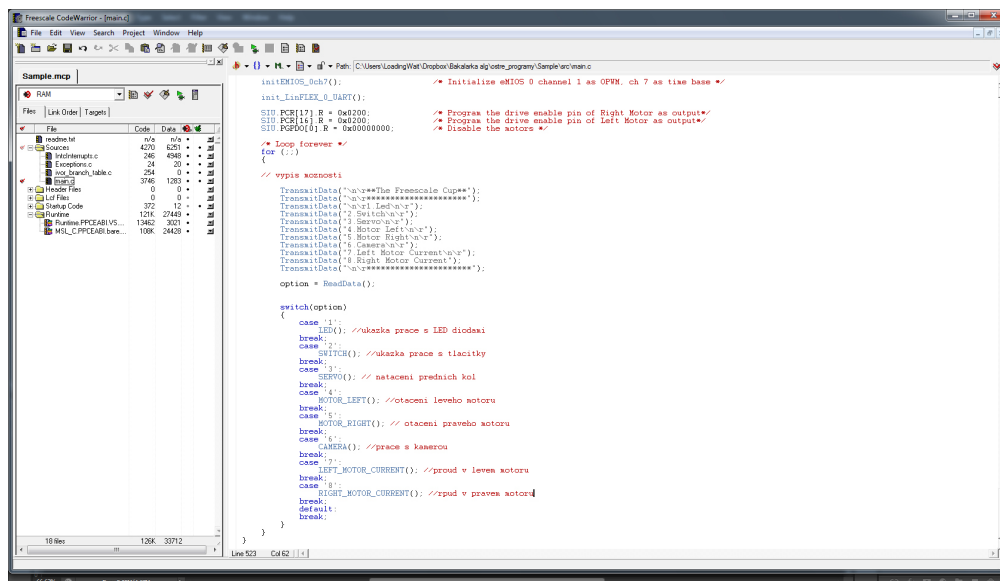 Freescale CodeWarrior - [main.c]
File Edit View Search Project Window Help
Path: C:\Users\LoadingWait\Dropbox\Bakalarka alg\ostre_programy\Sample\src\main.c
Sample.mcp
RAM
Files Link Order Targets
File Code Data
readme.txt n/a n/a
Sources 4270 6251
IntcInterrupts.c 246 4948
Exceptions.c 24 20
ivor_branch_table.c 254 0
main.c 3746 1283
Header Files 0 0
Lcf Files 0 0
Startup Code 372 12
Runtime 121K 27449
Runtime.PPCEABI.VS... 13462 3021
MSL_C.PPCEABI.bare... 108K 24428
18 files 126K 33712
initEMIOS_0ch7(); /* Initialize eMIOS 0 channel 1 as OPWM, ch 7 as time base */
init_LinFLEX_0_UART();
SIU.PCR[17].R = 0x0200; /* Program the drive enable pin of Right Motor as output*/
SIU.PCR[16].R = 0x0200; /* Program the drive enable pin of Left Motor as output*/
SIU.PGPDO[0].R = 0x00000000; /* Disable the motors */
/* Loop forever */
for (;;)
{
// vypis moznosti
TransmitData("\n\r**The Freescale Cup**");
TransmitData("\n\r**********************");
TransmitData("\n\r1.Led\n\r");
TransmitData("2.Switch\n\r");
TransmitData("3.Servo\n\r");
TransmitData("4.Motor Left\n\r");
TransmitData("5.Motor Right\n\r");
TransmitData("6.Camera\n\r");
TransmitData("7.Left Motor Current\n\r");
TransmitData("8.Right Motor Current");
TransmitData("\n\r***********************");
option = ReadData();
switch(option)
{
case '1':
LED(); //ukazka prace s LED diodami
break;
case '2':
SWITCH(); //ukazka prace s tlacitky
break;
case '3':
SERVO(); // nataceni prednich kol
break;
case '4':
MOTOR_LEFT(); //otaceni leveho motoru
break;
case '5':
MOTOR_RIGHT(); // otaceni praveho motoru
break;
case '6':
CAMERA(); //prace s kamerou
break;
case '7':
LEFT_MOTOR_CURRENT(); //proud v levem motoru
break;
case '8':
RIGHT_MOTOR_CURRENT(); //rpud v pravem motoru
break;
default:
break;
}
}
}
Line 523 Col 62